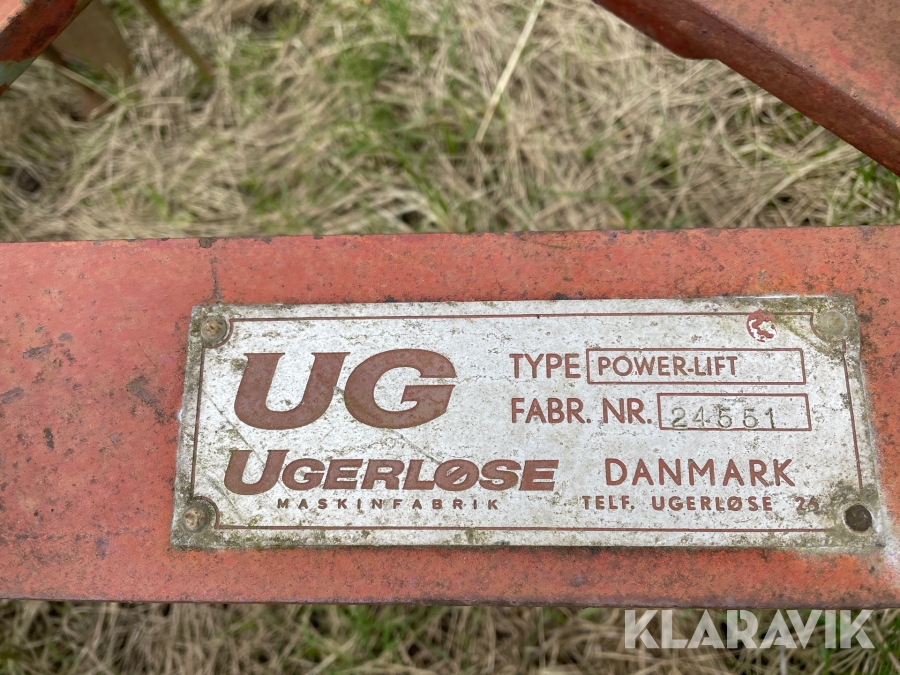 UG
UGERLØSE
MASKINFABRIK
TYPE POWER-LIFT
FABR. NR. 24551
DANMARK
TELF. UGERLØSE 24
KLARAVIK